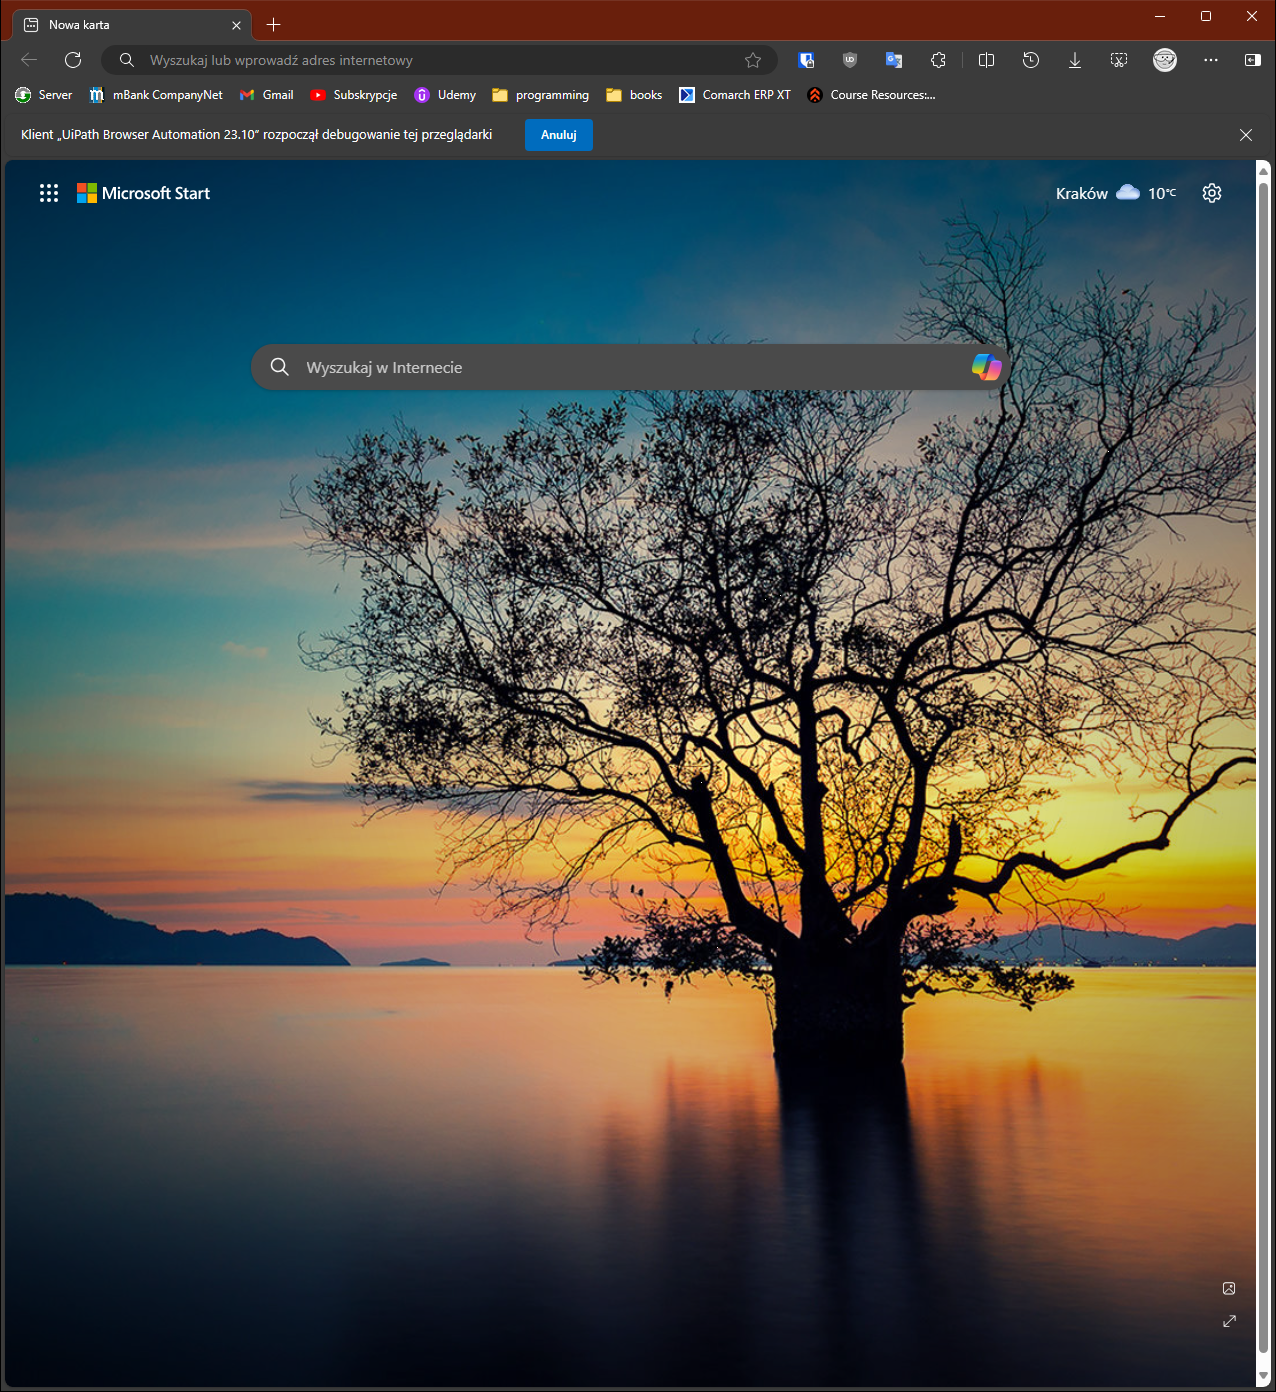 Nowa karta
Wyszukaj lub wprowadź adres internetowy
Server mBank CompanyNet Gmail Subskrypcje Udemy programming books Comarch ERP XT Course Resources:...
Klient „UiPath Browser Automation 23.10” rozpoczął debugowanie tej przeglądarki Anuluj
Microsoft Start Kraków 10°C
Wyszukaj w Internecie